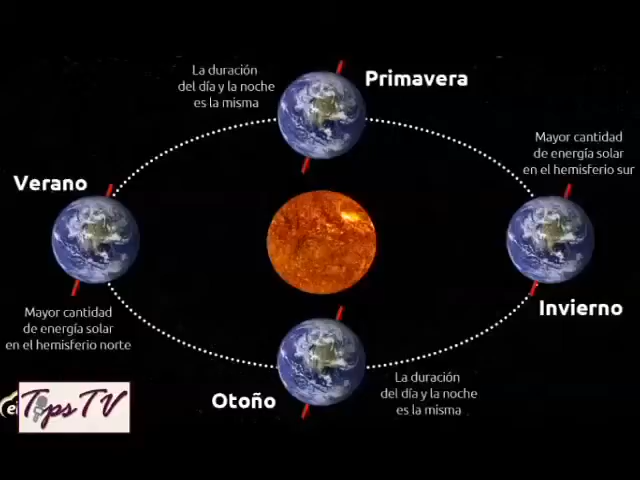 La duración
del día y la noche
es la misma
Primavera
Mayor cantidad
de energía solar
en el hemisferio sur
Verano
Invierno
Mayor cantidad
de energía solar
en el hemisferio norte
Otoño
La duración
del día y la noche
es la misma
Tips TV